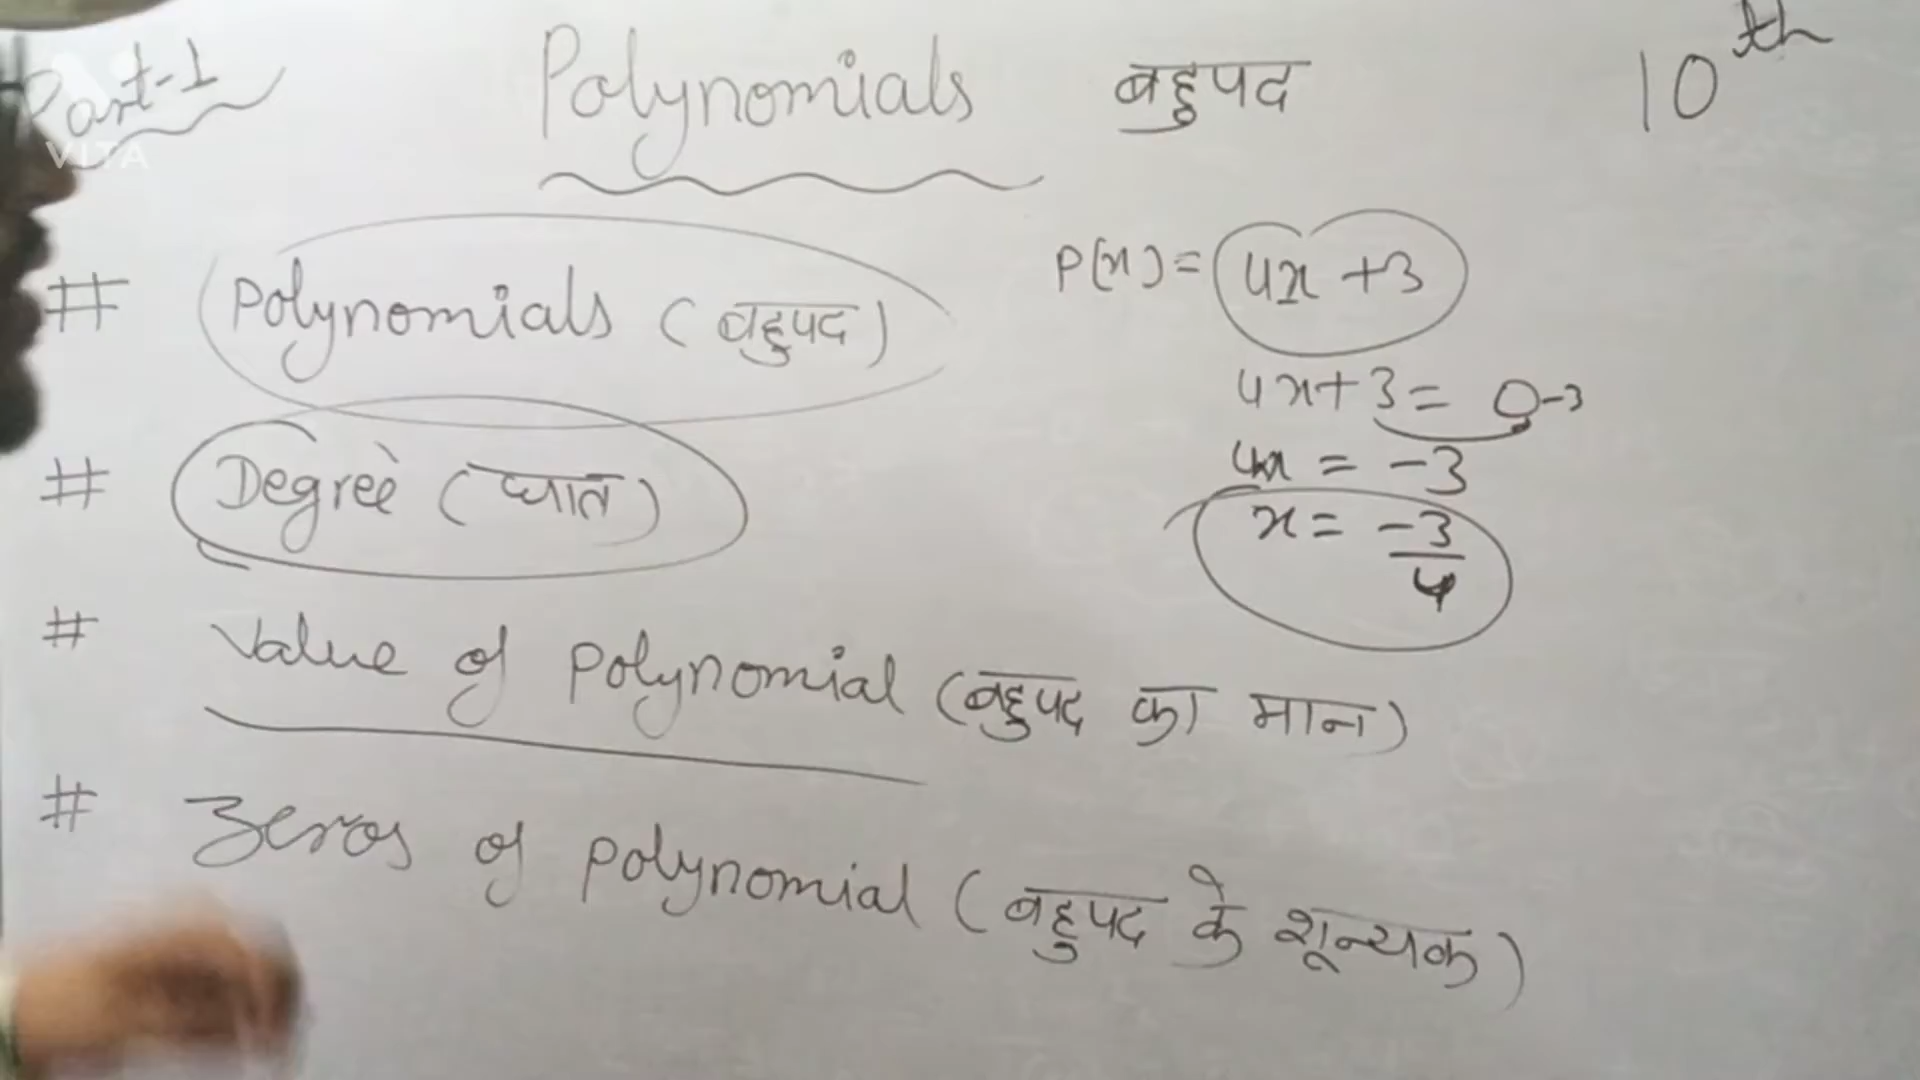 Part-1 Polynomials बहुपद 10th
VITA
# Polynomials (बहुपद)
P(x) = 4x + 3
4x + 3 = 0 - 3
4x = -3
x = -3/4
# Degree (घात)
# Value of Polynomial (बहुपद का मान)
# Zeros of polynomial (बहुपद के शून्यक)